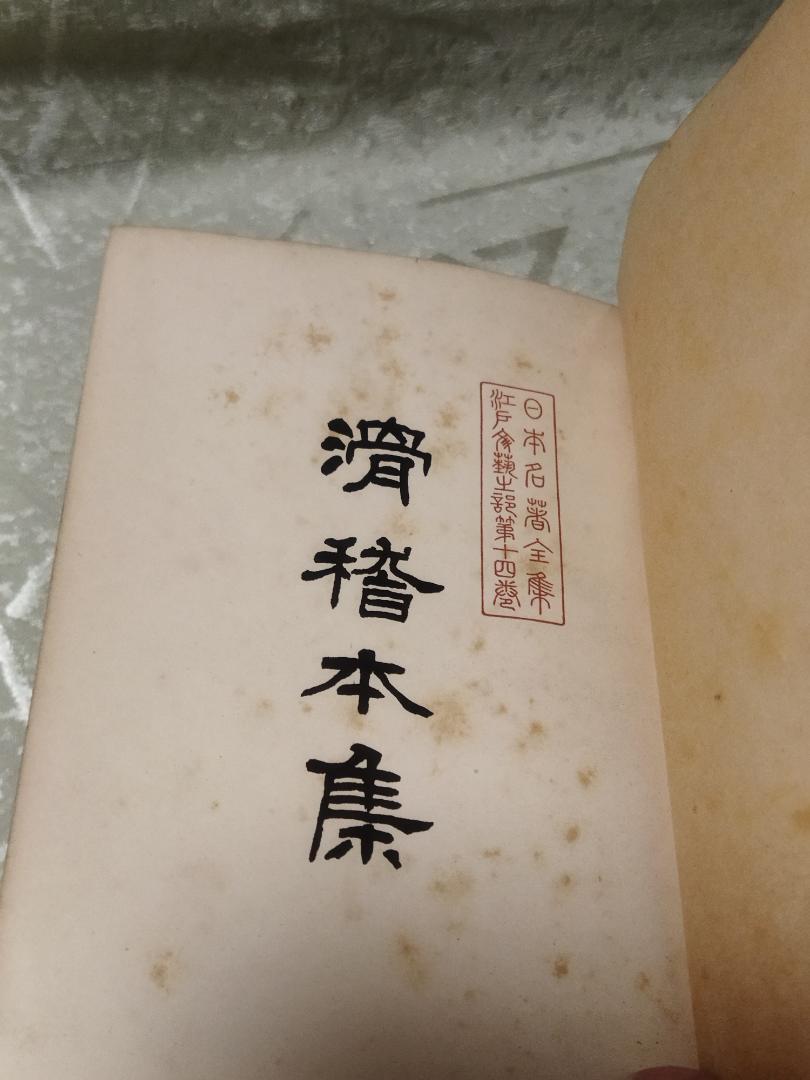 日本名著全集
江戸文藝之部第十四卷
滑稽本集